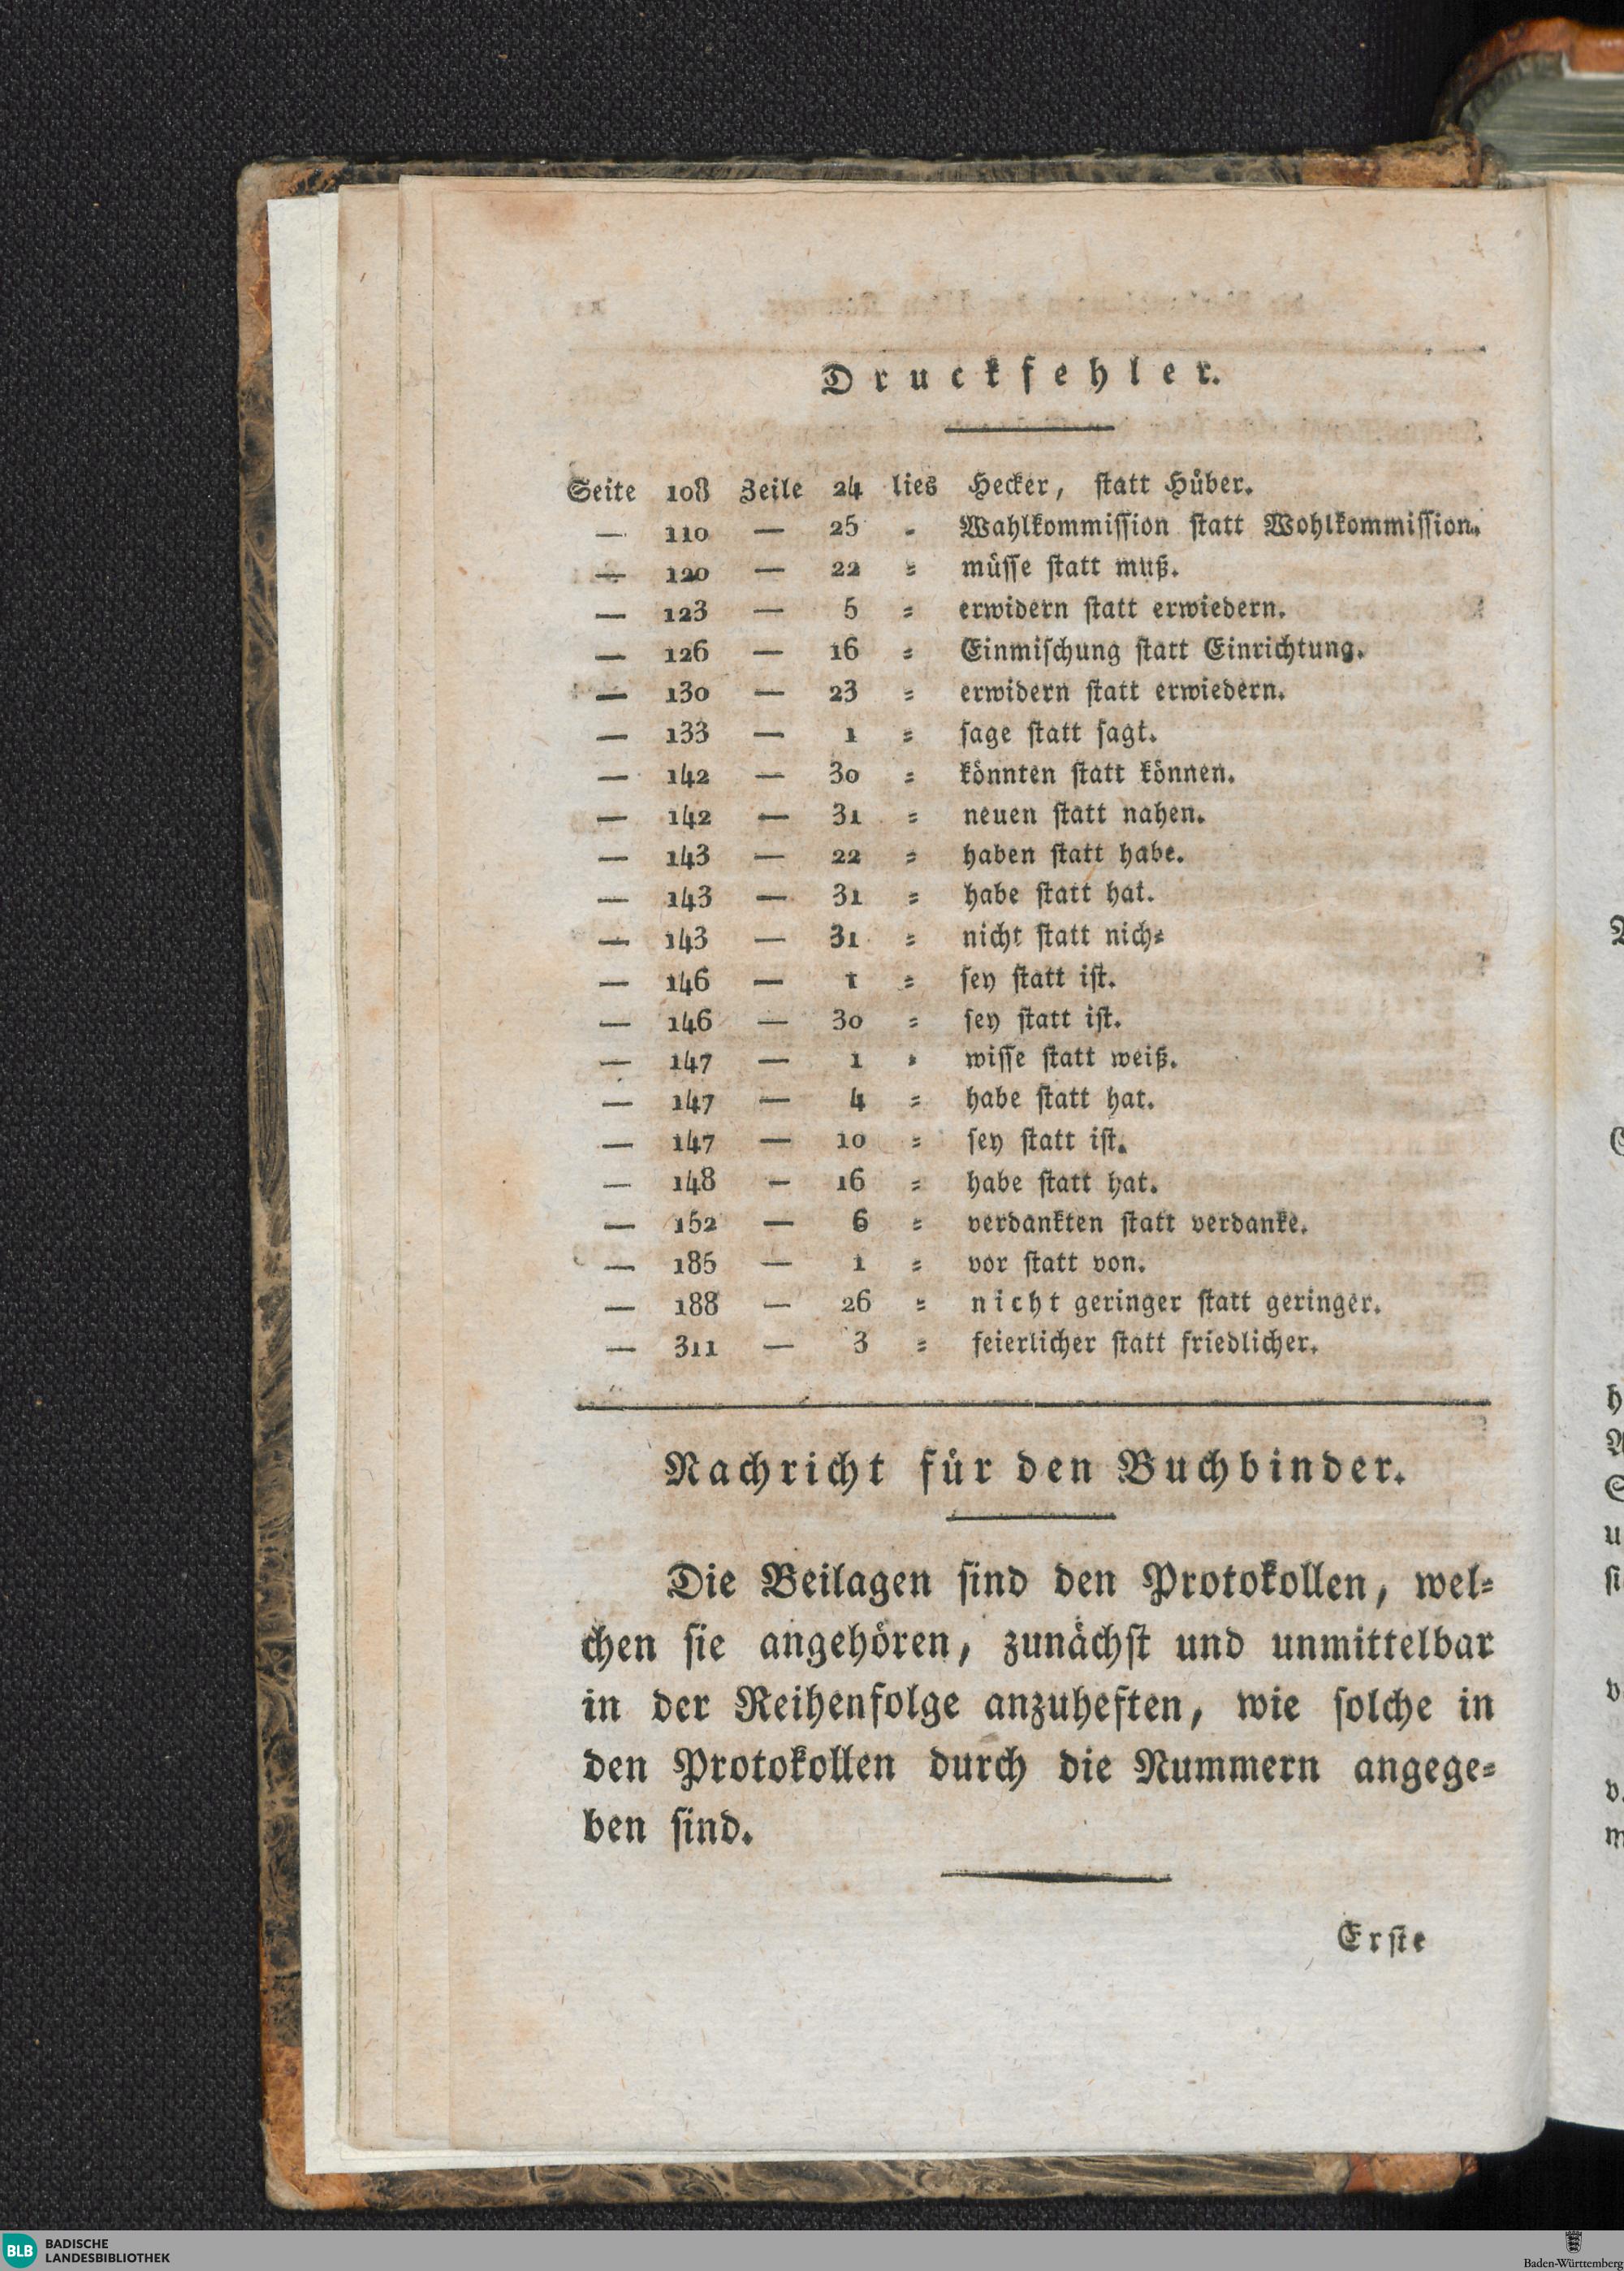 Druckfehler.
Seite 108 Zeile 24 lies Hecker, statt Hüber.
— 110 — 25 = Wahlkommission statt Wohlkommission.
— 120 — 22 = müsse statt muß.
— 123 — 5 = erwidern statt erwiedern.
— 126 — 16 = Einmischung statt Einrichtung.
— 130 — 23 = erwidern statt erwiedern.
— 133 — 1 = sage statt sagt.
— 142 — 30 = könnten statt können.
— 142 — 31 = neuen statt nahen.
— 143 — 22 = haben statt habe.
— 143 — 31 = habe statt hat.
— 143 — 31 = nicht statt nich=
— 146 — 1 = sey statt ist.
— 146 — 30 = sey statt ist.
— 147 — 1 = wisse statt weiß.
— 147 — 4 = habe statt hat.
— 147 — 10 = sey statt ist.
— 148 — 16 = habe statt hat.
— 152 — 6 = verdankten statt verdanke.
— 185 — 1 = vor statt von.
— 188 — 26 = nicht geringer statt geringer.
— 311 — 3 = feierlicher statt friedlicher.
Nachricht für den Buchbinder.
Die Beilagen sind den Protokollen, wel=
chen sie angehören, zunächst und unmittelbar
in der Reihenfolge anzuheften, wie solche in
den Protokollen durch die Nummern angege=
ben sind.
Erste
BLB BADISCHE
LANDESBIBLIOTHEK
Baden-Württemberg